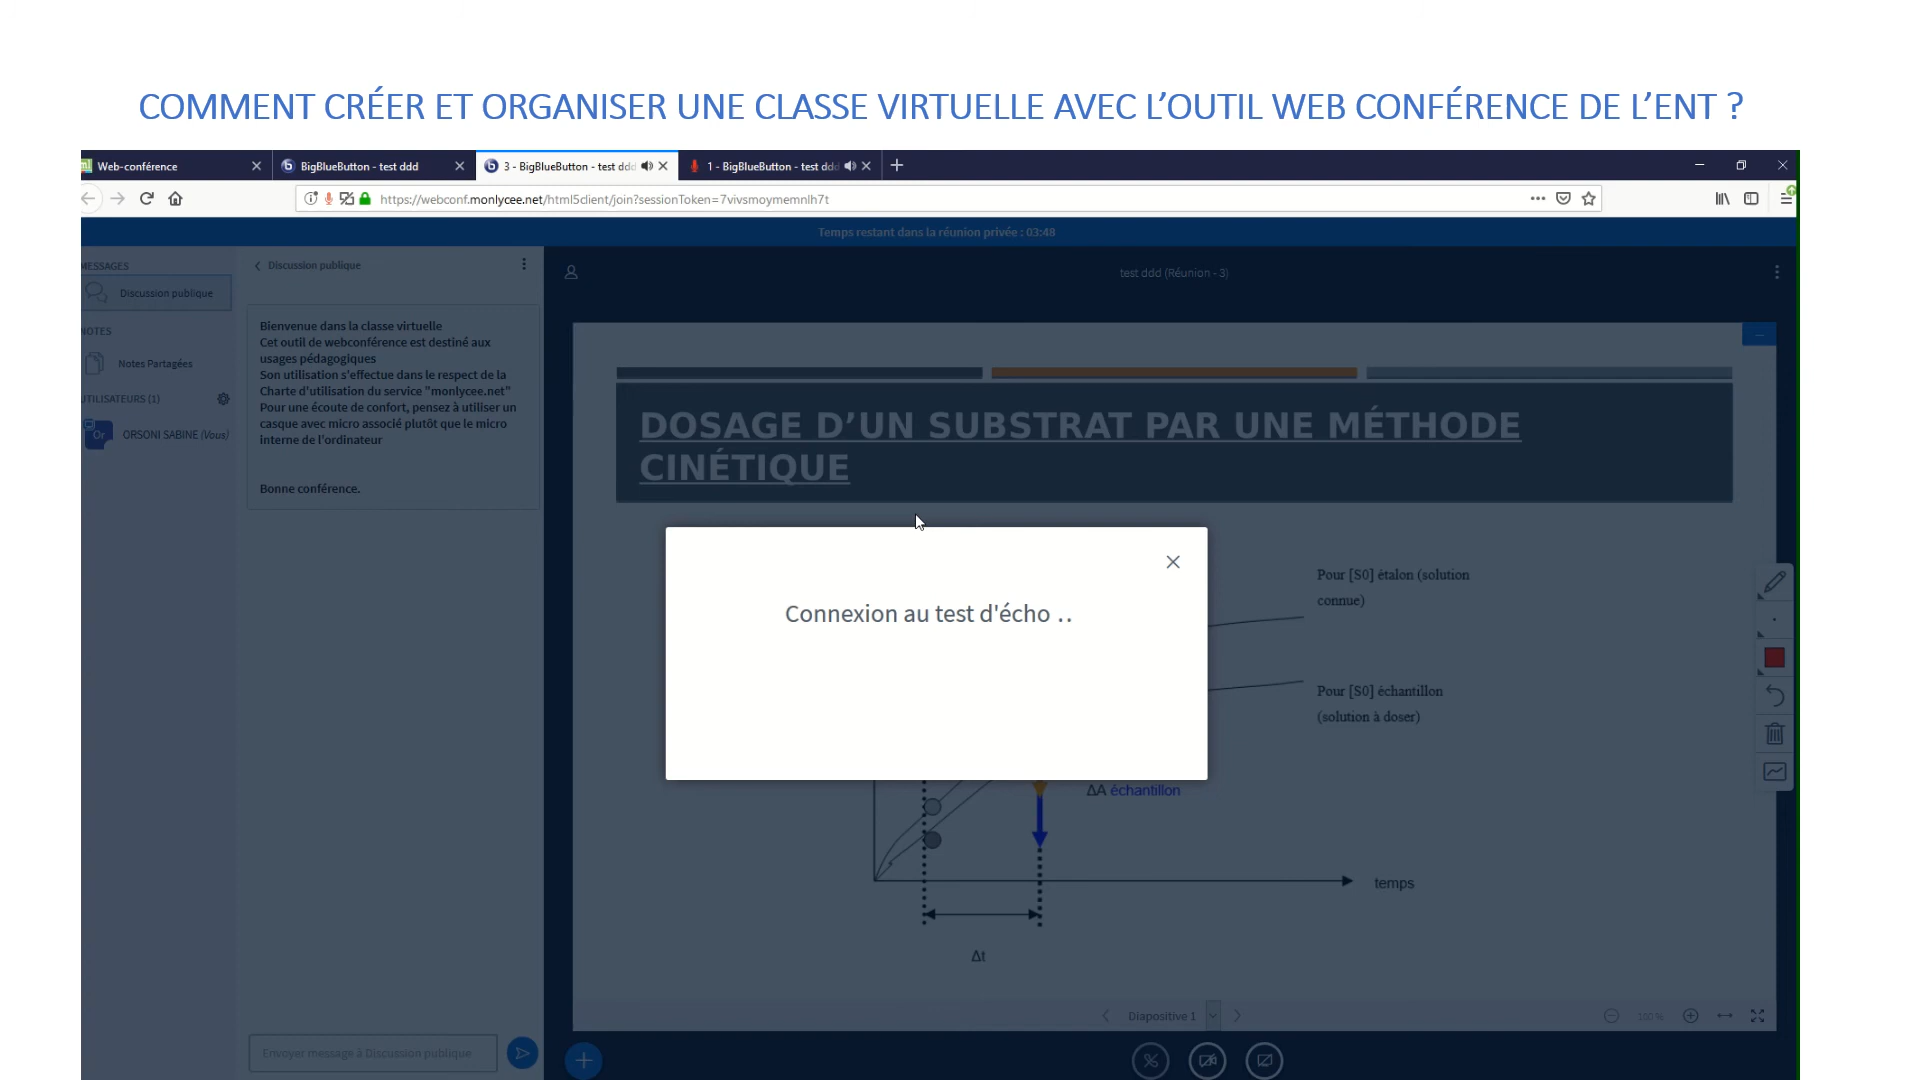 COMMENT CRÉER ET ORGANISER UNE CLASSE VIRTUELLE AVEC L’OUTIL WEB CONFÉRENCE DE L’ENT ?
Web-conférence
BigBlueButton - test ddd
3 - BigBlueButton - test ddd
1 - BigBlueButton - test ddd
https://webconf.monlycee.net/html5client/join?sessionToken=7vivsmoymemnlh7t
Temps restant dans la réunion privée : 03:48
MESSAGES
Discussion publique
NOTES
Notes Partagées
UTILISATEURS (1)
Or
ORSONI SABINE (Vous)
Discussion publique
Bienvenue dans la classe virtuelle
Cet outil de webconférence est destiné aux
usages pédagogiques
Son utilisation s'effectue dans le respect de la
Charte d'utilisation du service "monlycee.net"
Pour une écoute de confort, pensez à utiliser un
casque avec micro associé plutôt que le micro
interne de l'ordinateur
Bonne conférence.
Envoyer message à Discussion publique
test ddd (Réunion - 3)
DOSAGE D’UN SUBSTRAT PAR UNE MÉTHODE
CINÉTIQUE
Pour [S0] étalon (solution
connue)
Connexion au test d'écho ..
Pour [S0] échantillon
(solution à doser)
ΔA échantillon
temps
Δt
Diapositive 1
100 %